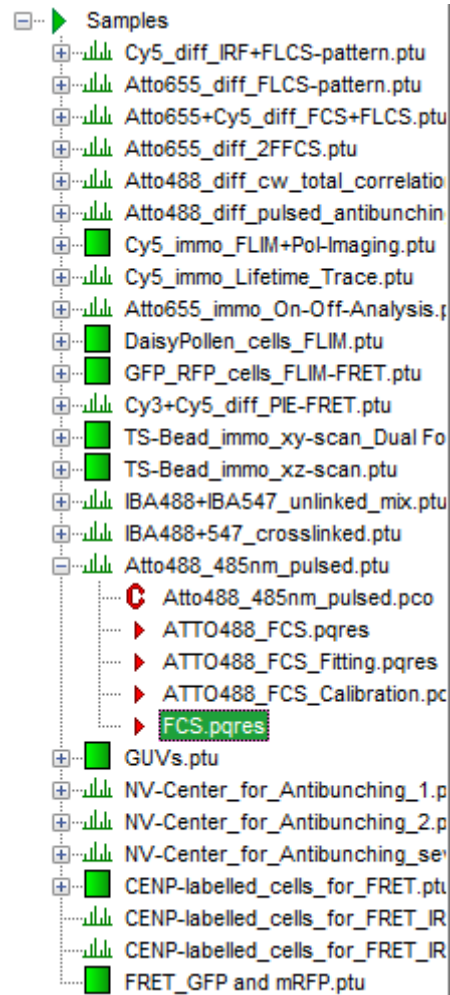 Samples
Cy5_diff_IRF+FLCS-pattern.ptu
Atto655_diff_FLCS-pattern.ptu
Atto655+Cy5_diff_FCS+FLCS.ptu
Atto655_diff_2FFCS.ptu
Atto488_diff_cw_total_correlatio
Atto488_diff_pulsed_antibunchin
Cy5_immo_FLIM+Pol-Imaging.ptu
Cy5_immo_Lifetime_Trace.ptu
Atto655_immo_On-Off-Analysis.p
DaisyPollen_cells_FLIM.ptu
GFP_RFP_cells_FLIM-FRET.ptu
Cy3+Cy5_diff_PIE-FRET.ptu
TS-Bead_immo_xy-scan_Dual Fo
TS-Bead_immo_xz-scan.ptu
IBA488+IBA547_unlinked_mix.ptu
IBA488+547_crosslinked.ptu
Atto488_485nm_pulsed.ptu
Atto488_485nm_pulsed.pco
ATTO488_FCS.pqres
ATTO488_FCS_Fitting.pqres
ATTO488_FCS_Calibration.pq
FCS.pqres
GUVs.ptu
NV-Center_for_Antibunching_1.p
NV-Center_for_Antibunching_2.p
NV-Center_for_Antibunching_sev
CENP-labelled_cells_for_FRET.ptu
CENP-labelled_cells_for_FRET_IR
CENP-labelled_cells_for_FRET_IR
FRET_GFP and mRFP.ptu